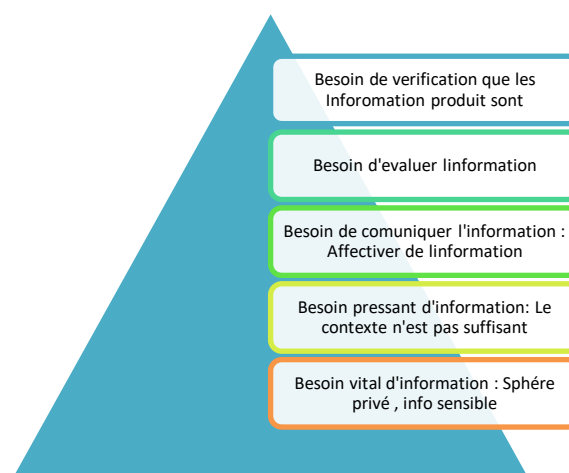 Besoin de verification que les
Inforomation produit sont
Besoin d'evaluer linformation
Besoin de comuniquer l'information :
Affectiver de linformation
Besoin pressant d'information: Le
contexte n'est pas suffisant
Besoin vital d'information : Sphére
privé , info sensible